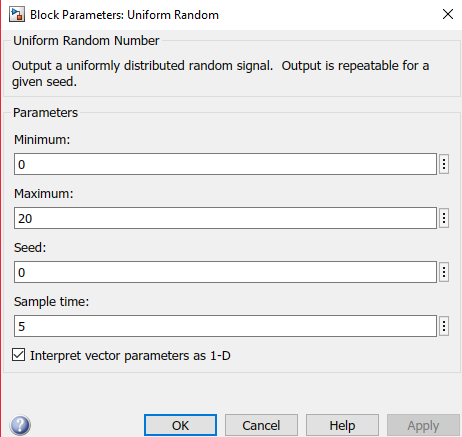 Block Parameters: Uniform Random
Uniform Random Number
Output a uniformly distributed random signal.  Output is repeatable for a
given seed.
Parameters
Minimum:
0
Maximum:
20
Seed:
0
Sample time:
5
Interpret vector parameters as 1-D
? OK Cancel Help Apply